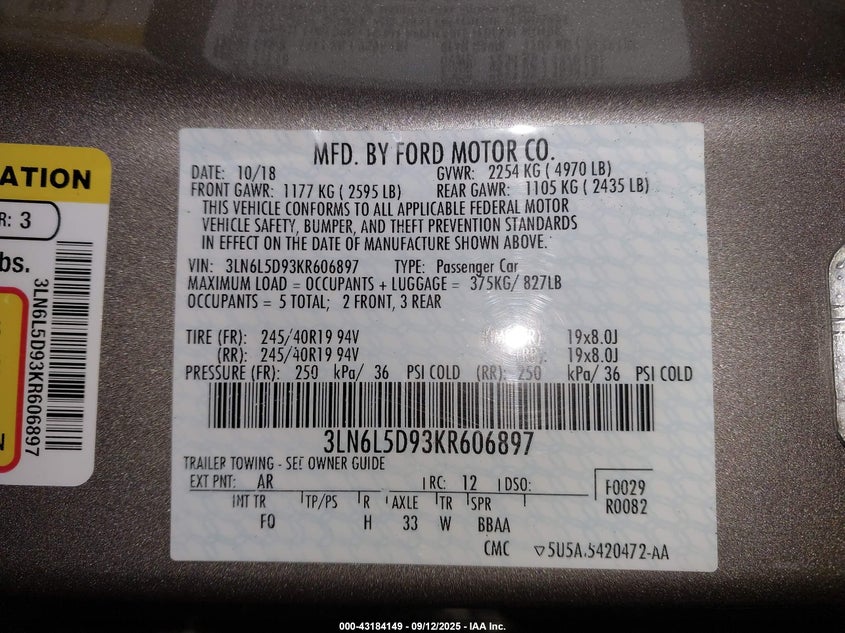 MFD. BY FORD MOTOR CO.
DATE: 10/18 GVWR: 2254 KG ( 4970 LB)
FRONT GAWR: 1177 KG ( 2595 LB) REAR GAWR: 1105 KG ( 2435 LB)
THIS VEHICLE CONFORMS TO ALL APPLICABLE FEDERAL MOTOR
VEHICLE SAFETY, BUMPER, AND THEFT PREVENTION STANDARDS
IN EFFECT ON THE DATE OF MANUFACTURE SHOWN ABOVE.
VIN: 3LN6L5D93KR606897 TYPE: Passenger Car
MAXIMUM LOAD = OCCUPANTS + LUGGAGE = 375KG/ 827LB
OCCUPANTS = 5 TOTAL; 2 FRONT, 3 REAR
TIRE (FR): 245/40R19 94V 19x8.0J
(RR): 245/40R19 94V 19x8.0J
PRESSURE (FR): 250 kPa/ 36 PSI COLD (RR): 250 kPa/ 36 PSI COLD
3LN6L5D93KR606897
TRAILER TOWING - SEE OWNER GUIDE
EXT PNT: AR RC: 12 DSO: F0029
R0082
INT TR TP/PS R AXLE TR SPR
FQ H 33 W BBAA
CMC
ATION
R: 3
bs.
3LN6L5D93KR606897
N
000-43184149 - 09/12/2025 - IAA Inc.